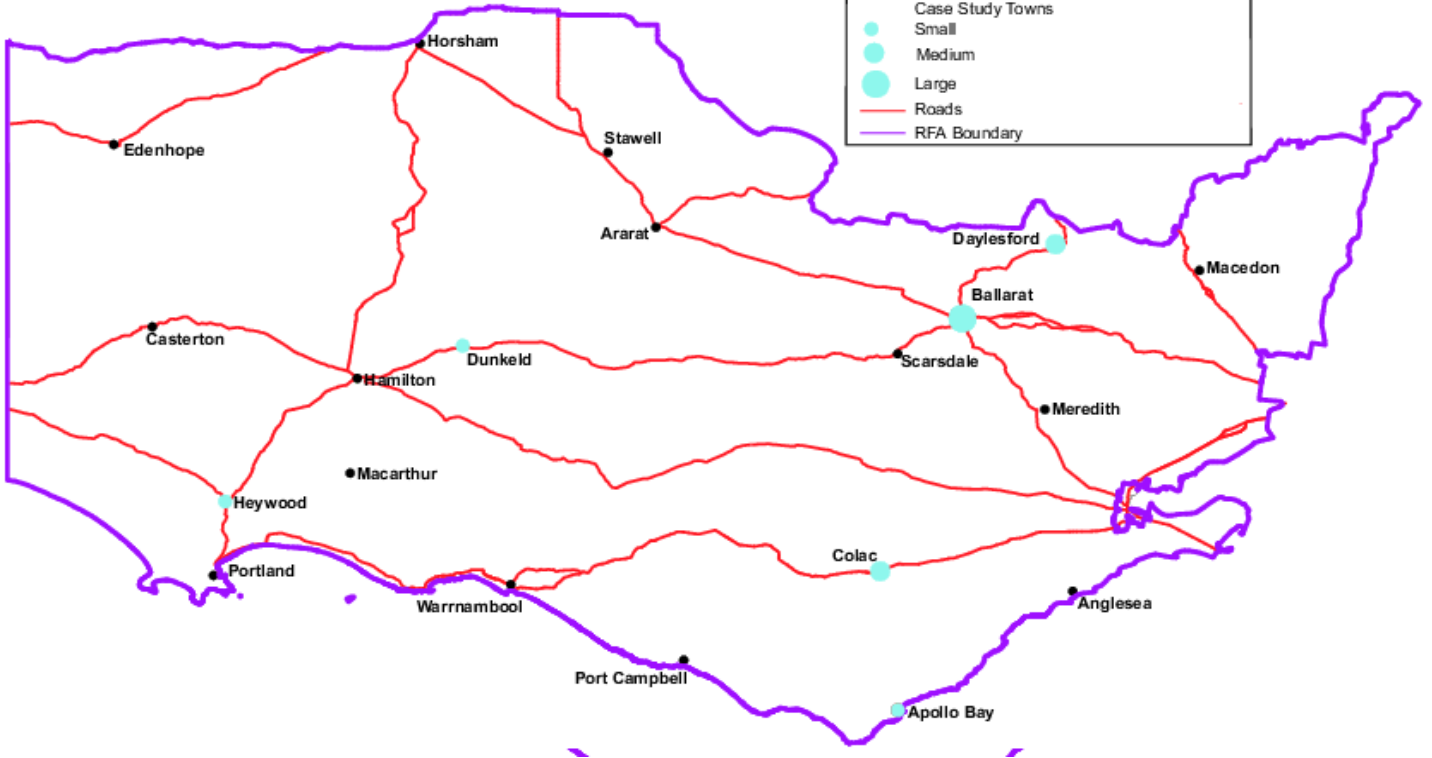 Case Study Towns
Small
Medium
Large
Roads
RFA Boundary
Horsham
Edenhope
Stawell
Ararat
Daylesford
Macedon
Ballarat
Casterton
Dunkeld
Scarsdale
Hamilton
Meredith
Macarthur
Heywood
Colac
Portland
Warrnambool
Anglesea
Port Campbell
Apollo Bay